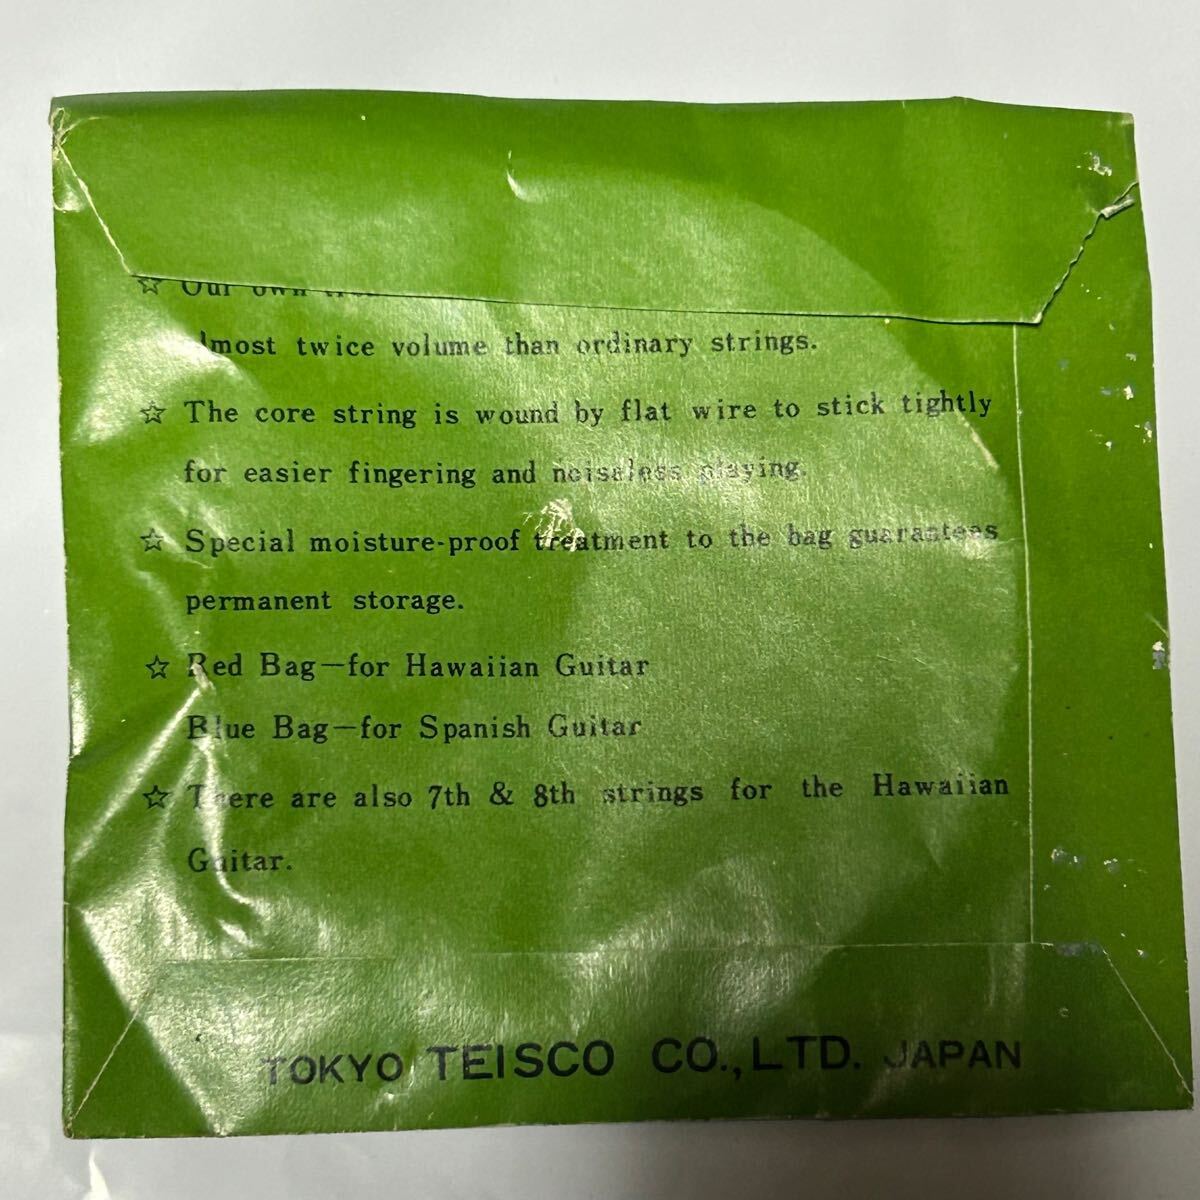 ☆ Our own
lmost twice volume than ordinary strings.
☆ The core string is wound by flat wire to stick tightly
for easier fingering and noiseless playing.
☆ Special moisture-proof treatment to the bag guarantees
permanent storage.
☆ Red Bag—for Hawaiian Guitar
Blue Bag—for Spanish Guitar
☆ There are also 7th & 8th strings for the Hawaiian
Guitar.
TOKYO TEISCO CO., LTD. JAPAN